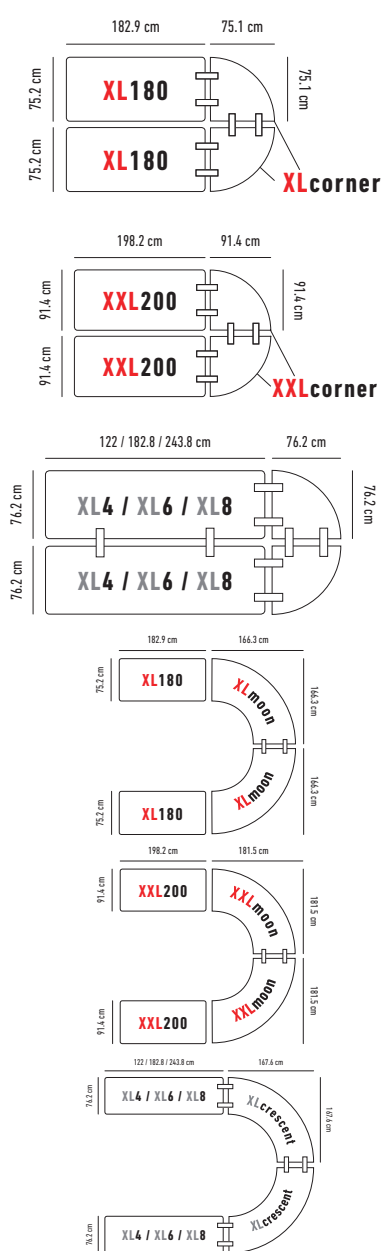 182.9 cm 75.1 cm
75.2 cm XL180 75.1 cm
75.2 cm XL180
XLcorner
198.2 cm 91.4 cm
91.4 cm XXL200 91.4 cm
91.4 cm XXL200
XXLcorner
122 / 182.8 / 243.8 cm 76.2 cm
76.2 cm XL4 / XL6 / XL8 76.2 cm
76.2 cm XL4 / XL6 / XL8
182.9 cm 166.3 cm
75.2 cm XL180 XLmoon 166.3 cm
75.2 cm XL180 XLmoon 166.3 cm
198.2 cm 181.5 cm
91.4 cm XXL200 XXLmoon 181.5 cm
91.4 cm XXL200 XXLmoon 181.5 cm
122 / 182.8 / 243.8 cm 167.6 cm
76.2 cm XL4 / XL6 / XL8 XLcrescent 167.6 cm
76.2 cm XL4 / XL6 / XL8 XLcrescent